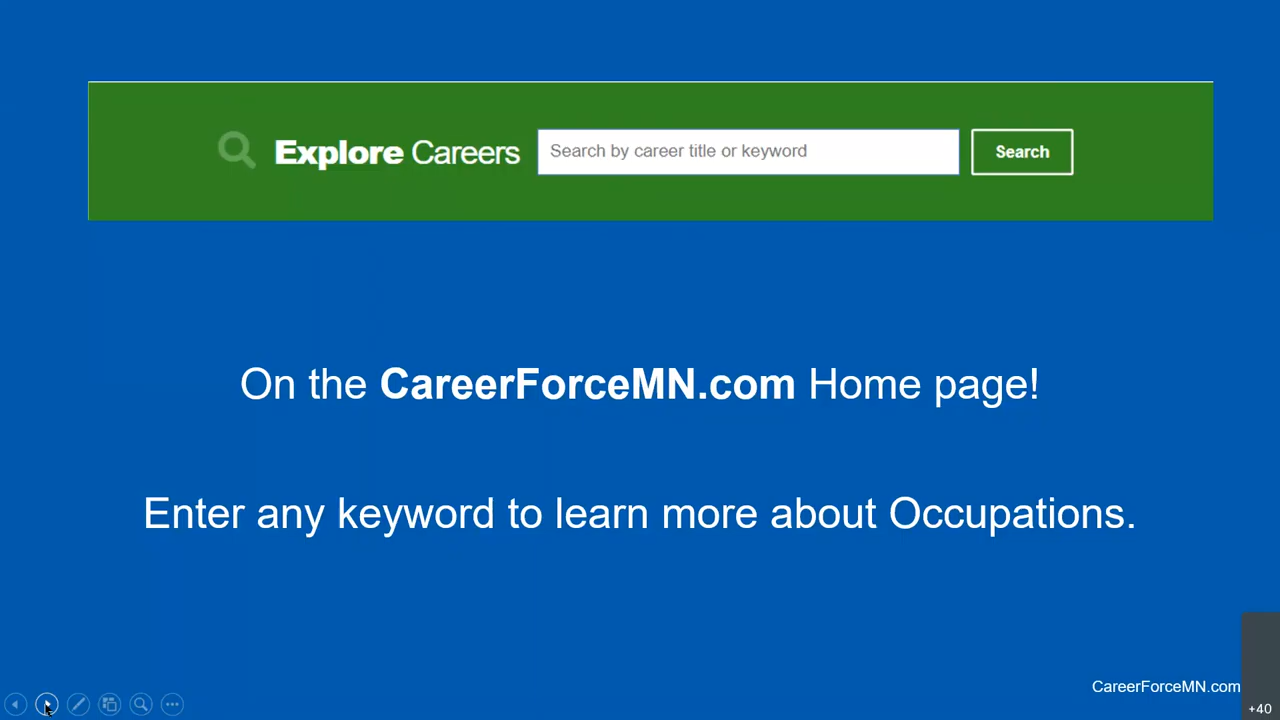 Explore Careers Search by career title or keyword Search
On the CareerForceMN.com Home page!
Enter any keyword to learn more about Occupations.
CareerForceMN.com
+40